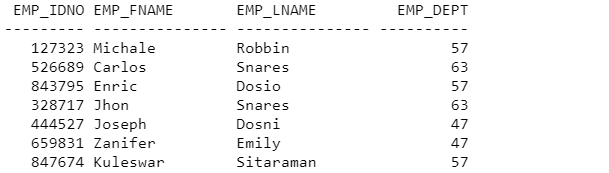 EMP_IDNO EMP_FNAME       EMP_LNAME         EMP_DEPT
--------- --------------- --------------- ----------
   127323 Michale         Robbin                  57
   526689 Carlos          Snares                  63
   843795 Enric           Dosio                   57
   328717 Jhon            Snares                  63
   444527 Joseph          Dosni                   47
   659831 Zanifer         Emily                   47
   847674 Kuleswar        Sitaraman               57